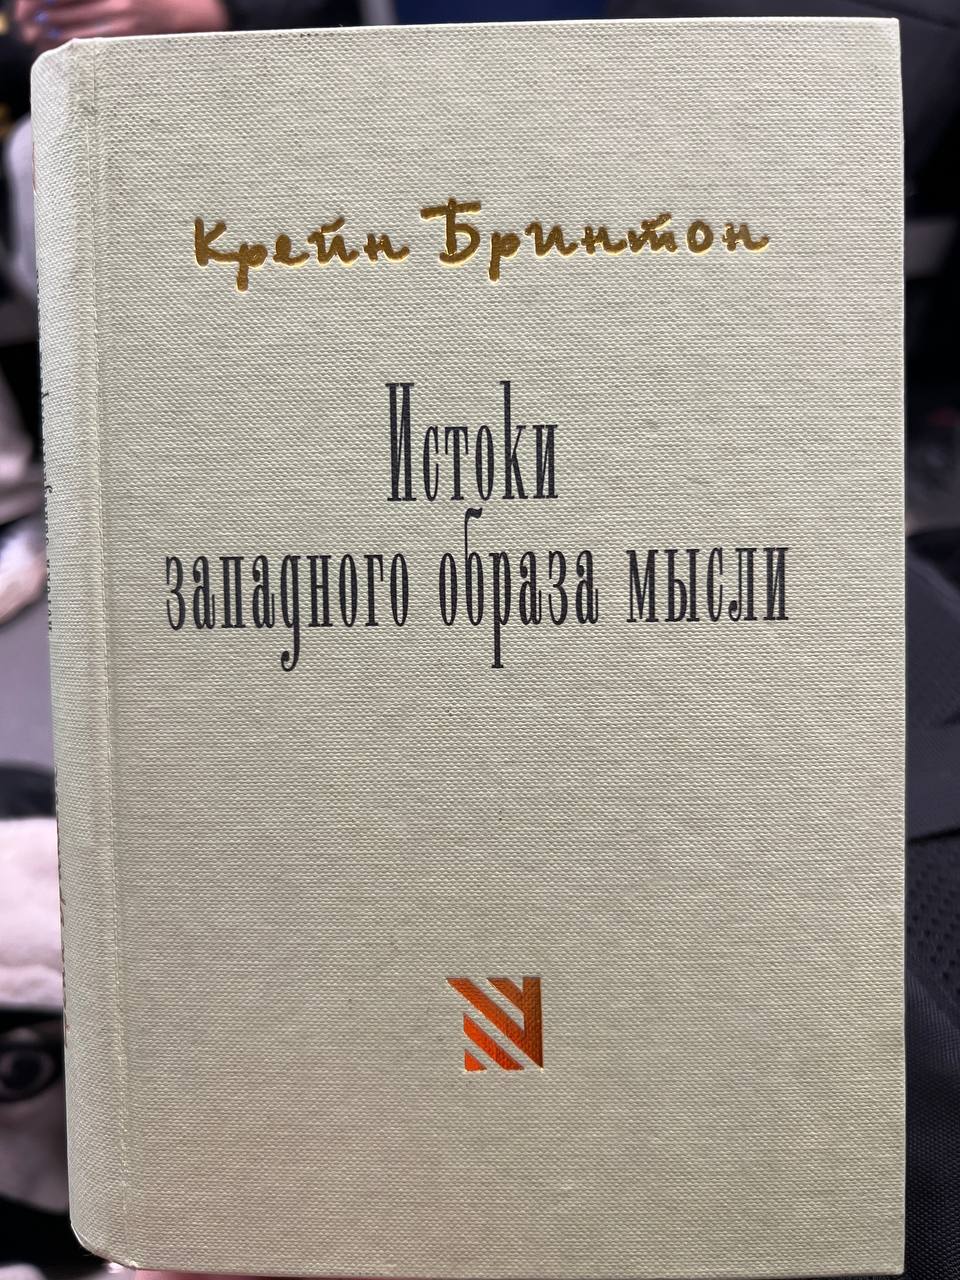 Крейн Бринтон
Истоки
западного образа мысли